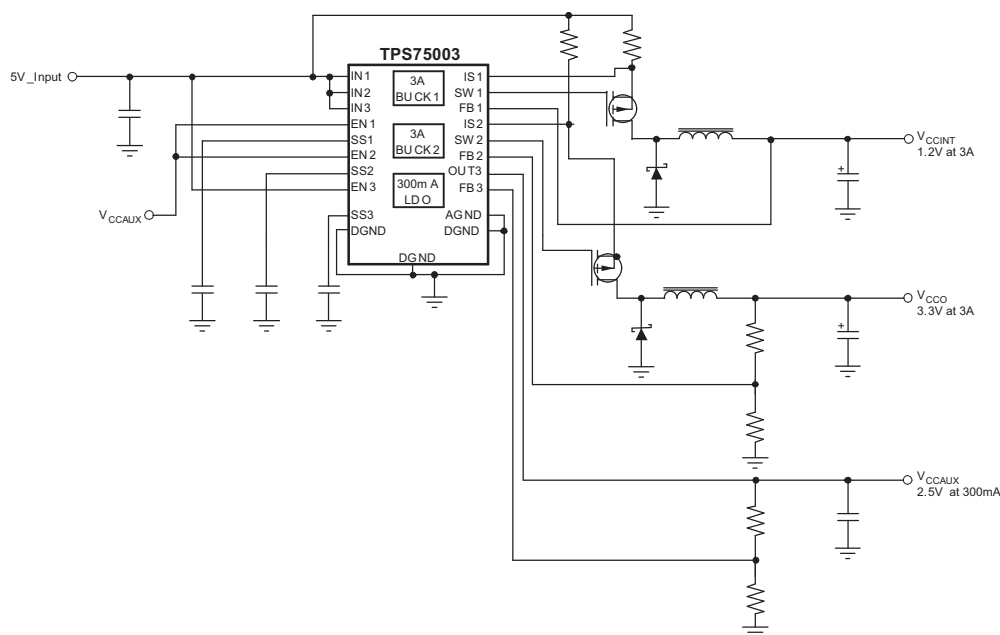 TPS75003
5V_Input
IN1
IN2
IN3
EN1
SS1
EN2
SS2
EN3
SS3
DGND
3A
BUCK1
3A
BUCK2
300mA
LDO
DGND
IS1
SW1
FB1
IS2
SW2
FB2
OUT3
FB3
AGND
DGND
VCCAUX
+
VCCINT
1.2V at 3A
+
VCCO
3.3V at 3A
VCCAUX
2.5V at 300mA